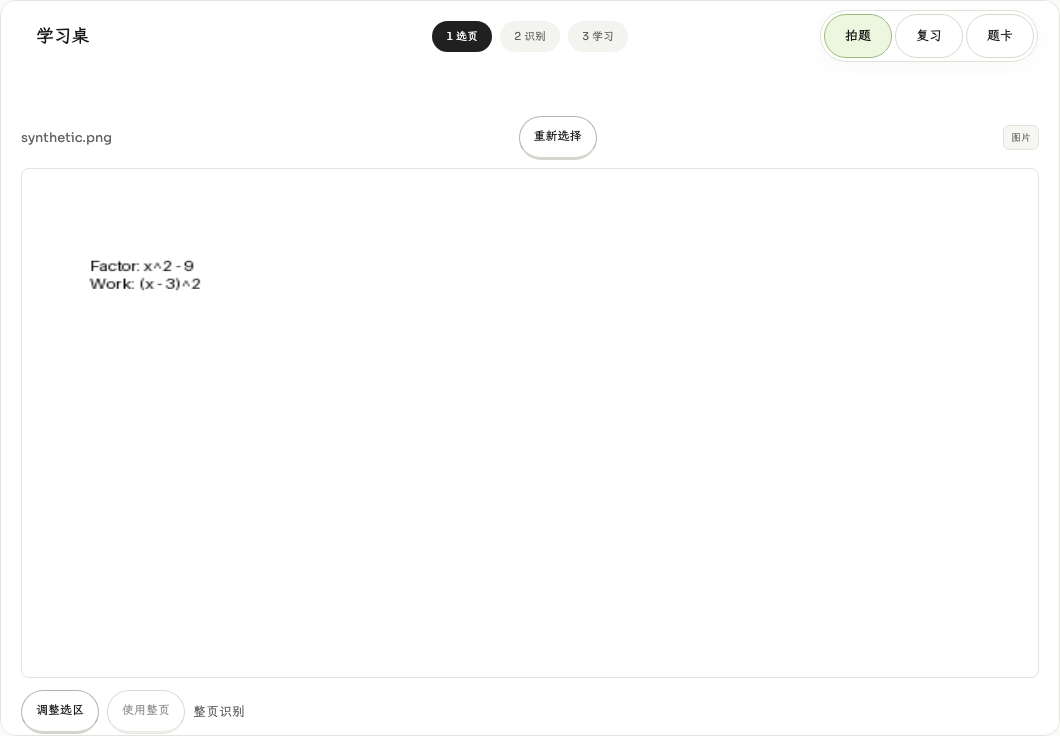 学习桌
1 选页
2 识别
3 学习
拍题
复习
题卡
synthetic.png
重新选择
图片
Factor: x^2 - 9
Work: (x - 3)^2
调整选区
使用整页
整页识别